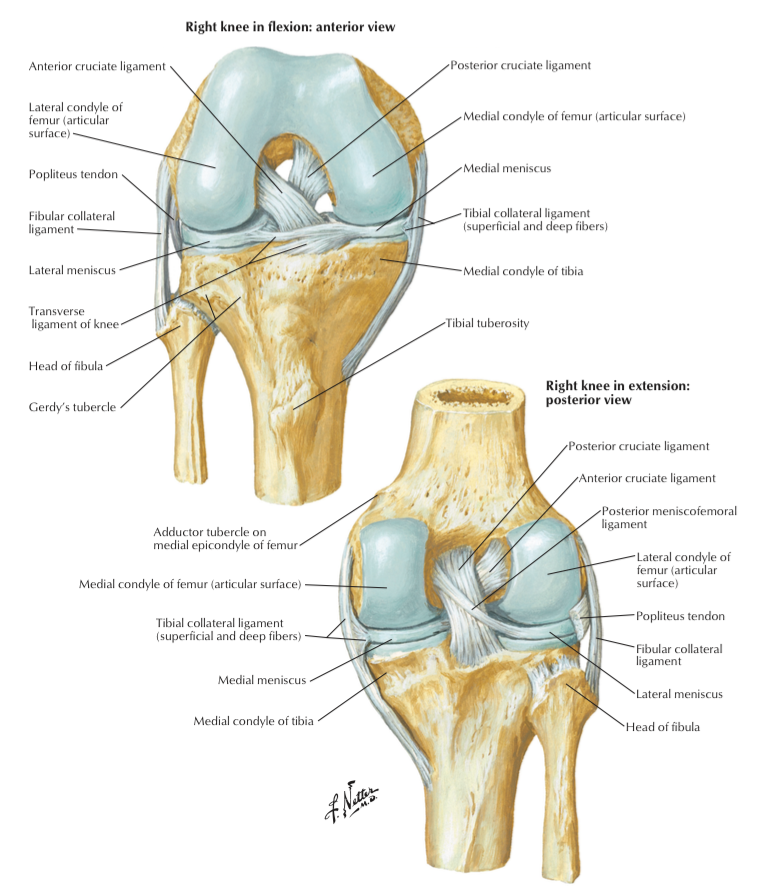 Right knee in flexion: anterior view
Anterior cruciate ligament
Posterior cruciate ligament
Lateral condyle of
femur (articular
surface)
Medial condyle of femur (articular surface)
Popliteus tendon
Medial meniscus
Fibular collateral
ligament
Tibial collateral ligament
(superficial and deep fibers)
Lateral meniscus
Medial condyle of tibia
Transverse
ligament of knee
Tibial tuberosity
Head of fibula
Gerdy's tubercle
Right knee in extension:
posterior view
Posterior cruciate ligament
Anterior cruciate ligament
Posterior meniscofemoral
ligament
Adductor tubercle on
medial epicondyle of femur
Lateral condyle of
femur (articular
surface)
Medial condyle of femur (articular surface)
Popliteus tendon
Tibial collateral ligament
(superficial and deep fibers)
Fibular collateral
ligament
Medial meniscus
Lateral meniscus
Medial condyle of tibia
Head of fibula
F. Netter
M.D.